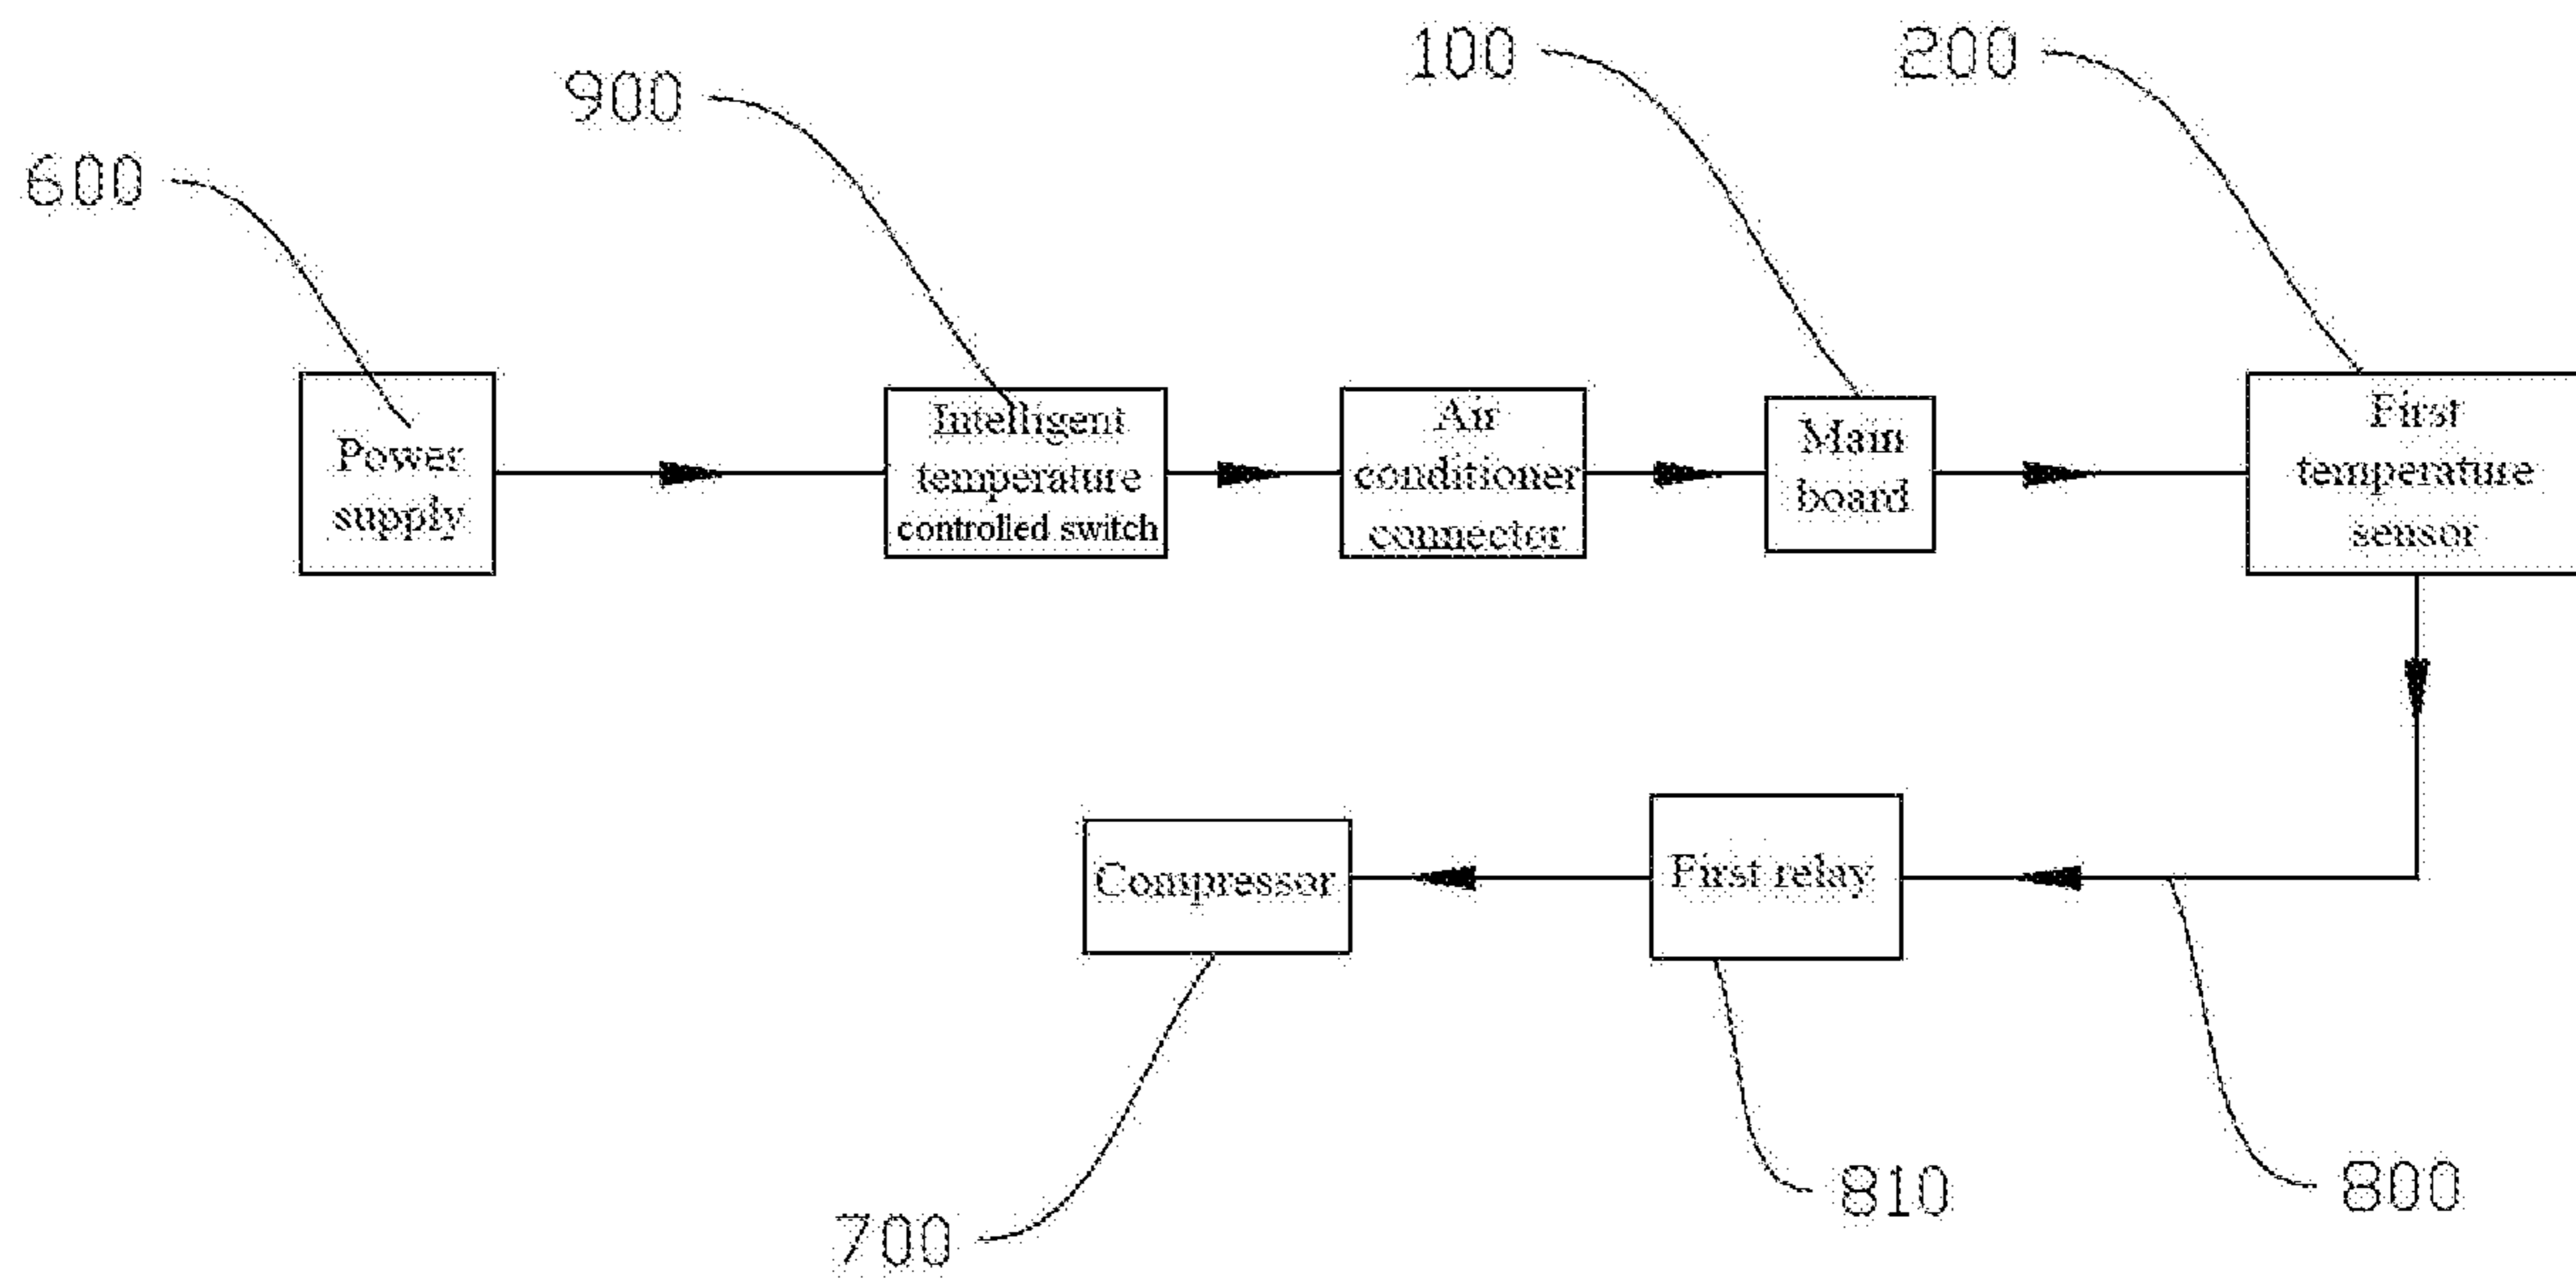 100
200
900
600
Power
supply
Intelligent
temperature
controlled switch
Air
conditioner
connector
Main
board
First
temperature
sensor
Compressor
First relay
700
810
800